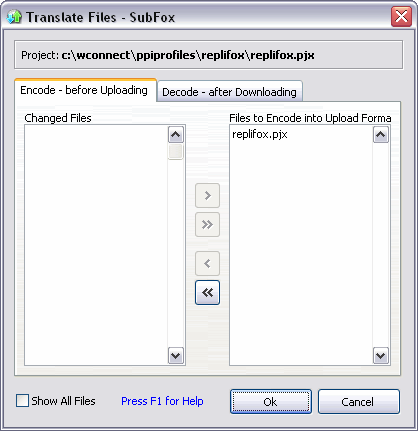 Translate Files - SubFox
Project: c:\wconnect\ppiprofiles\replifox\replifox.pjx
Encode - before Uploading
Decode - after Downloading
Changed Files
Files to Encode into Upload Forma
replifox.pjx
Show All Files
Press F1 for Help
Ok
Cancel